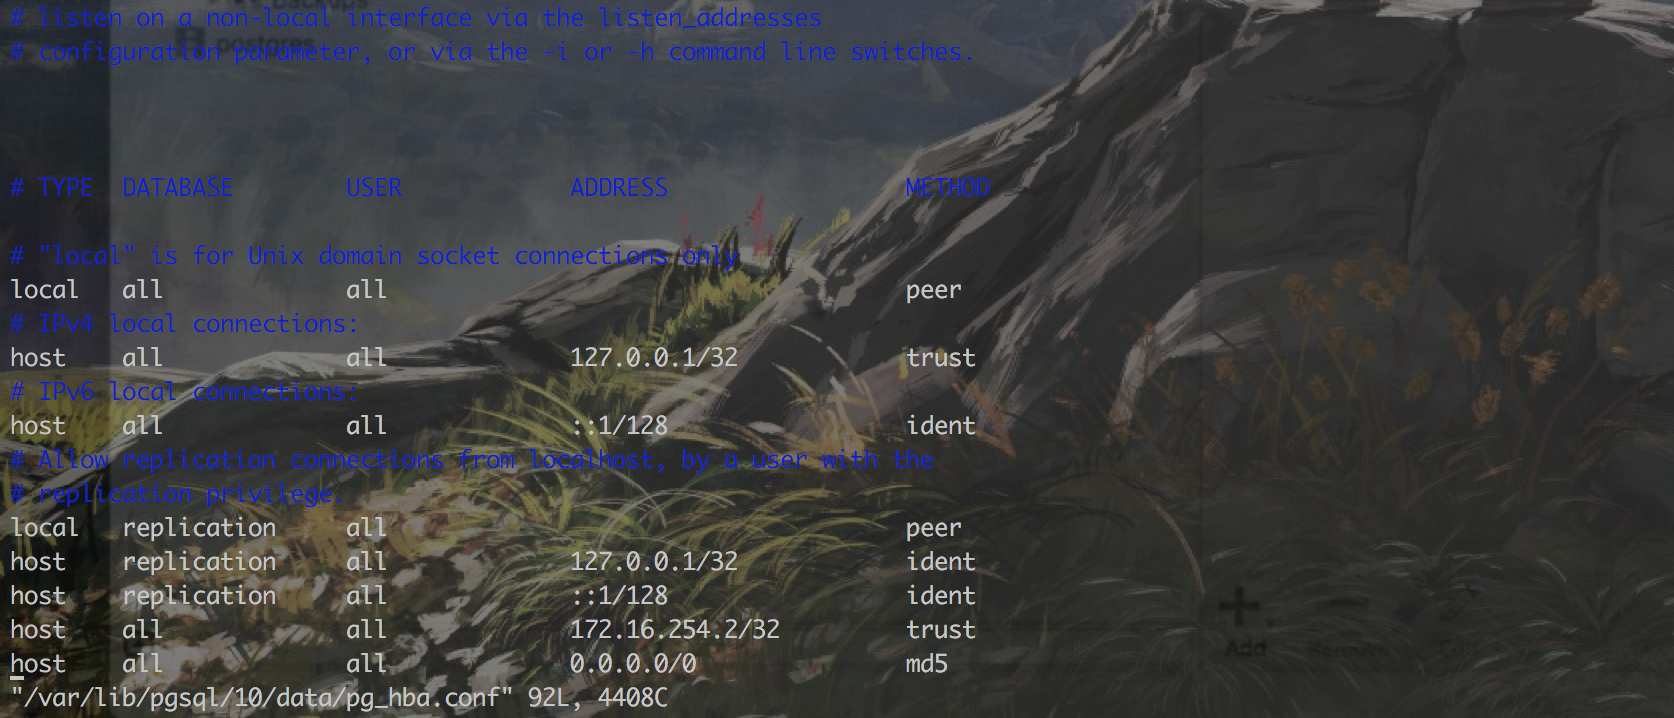 # listen on a non-local interface via the listen_addresses
# configuration parameter, or via the -i or -h command line switches.
# TYPE  DATABASE        USER            ADDRESS                 METHOD
# "local" is for Unix domain socket connections only
local   all             all                                     peer
# IPv4 local connections:
host    all             all             127.0.0.1/32            trust
# IPv6 local connections:
host    all             all             ::1/128                 ident
# Allow replication connections from localhost, by a user with the
# replication privilege.
local   replication     all                                     peer
host    replication     all             127.0.0.1/32            ident
host    replication     all             ::1/128                 ident
host    all             all             172.16.254.2/32         trust
host    all             all             0.0.0.0/0               md5
"/var/lib/pgsql/10/data/pg_hba.conf" 92L, 4408C
backups
postgres
Add